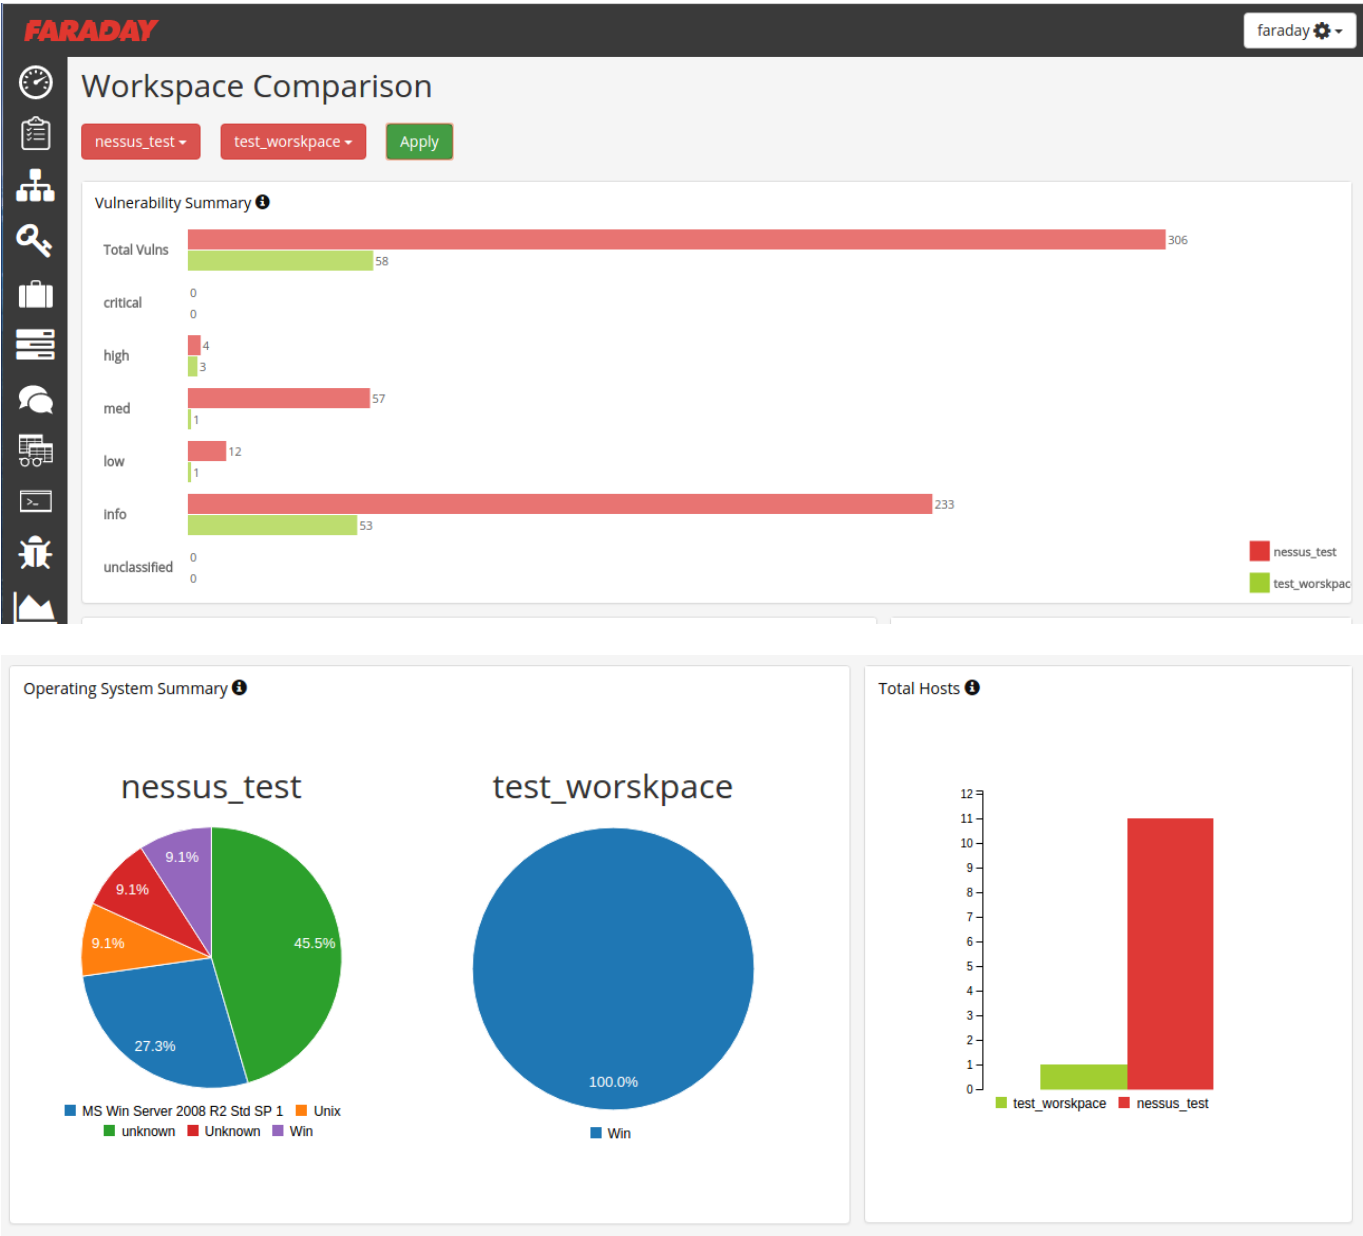 FARADAY
faraday
Workspace Comparison
nessus_test
test_worskpace
Apply
Vulnerability Summary
Total Vulns
306
58
critical
0
0
high
4
3
med
57
1
low
12
1
info
233
53
unclassified
0
0
nessus_test
test_worskpac
Operating System Summary
nessus_test
9.1%
9.1%
9.1%
45.5%
27.3%
MS Win Server 2008 R2 Std SP 1 Unix
unknown Unknown Win
test_worskpace
100.0%
Win
Total Hosts
12
11
10
9
8
7
6
5
4
3
2
1
0
test_worskpace nessus_test